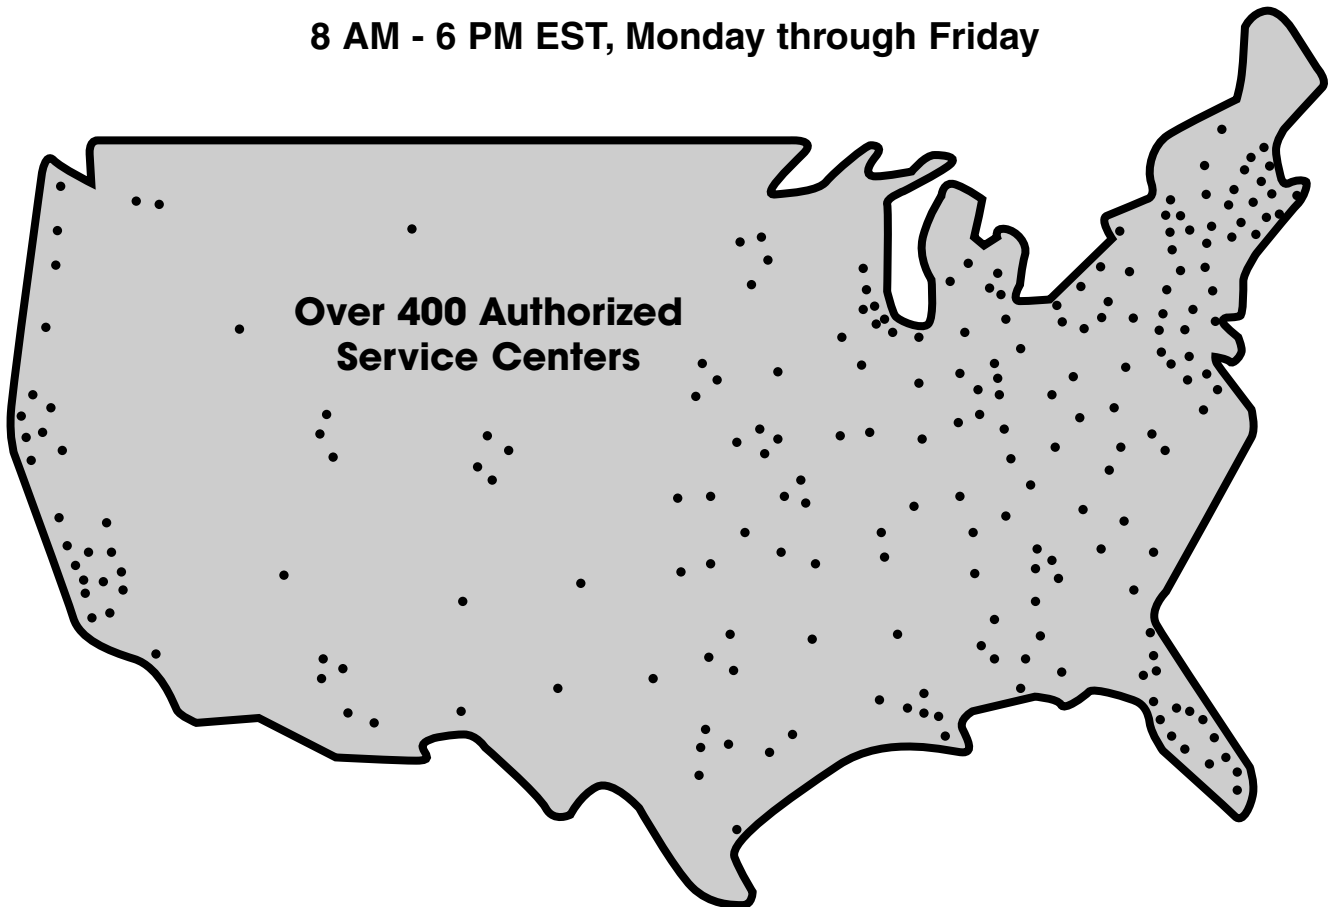 8 AM - 6 PM EST, Monday through Friday
Over 400 Authorized
Service Centers